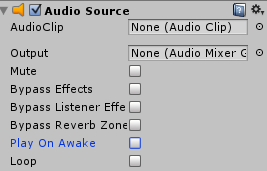 Audio Source
AudioClip None (Audio Clip)
Output None (Audio Mixer G
Mute
Bypass Effects
Bypass Listener Effe
Bypass Reverb Zone
Play On Awake
Loop